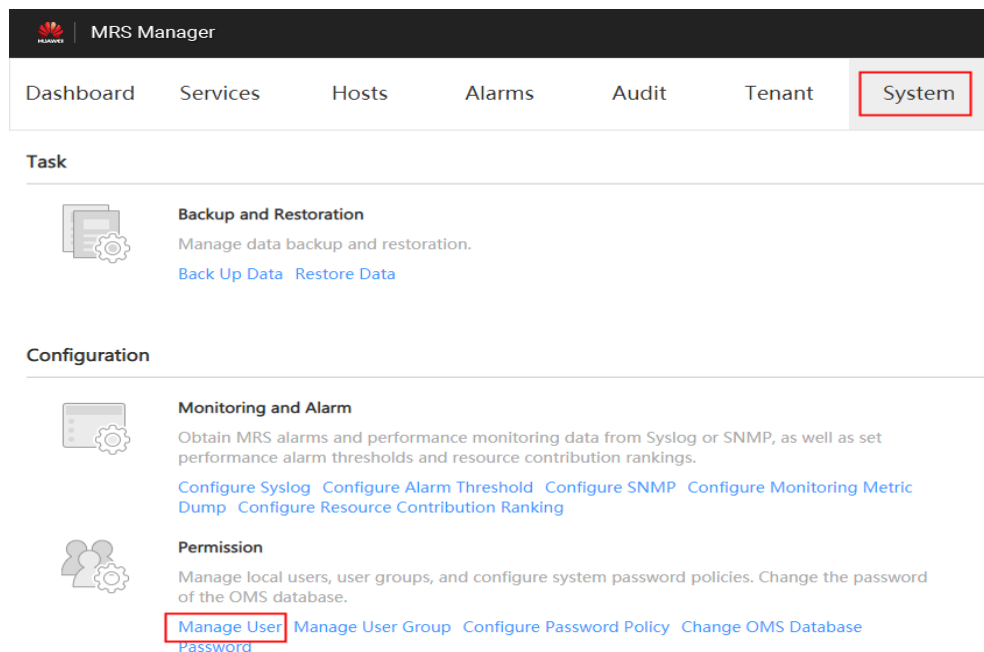 HUAWEI
MRS Manager
Dashboard Services Hosts Alarms Audit Tenant System
Task
Backup and Restoration
Manage data backup and restoration.
Back Up Data Restore Data
Configuration
Monitoring and Alarm
Obtain MRS alarms and performance monitoring data from Syslog or SNMP, as well as set
performance alarm thresholds and resource contribution rankings.
Configure Syslog Configure Alarm Threshold Configure SNMP Configure Monitoring Metric
Dump Configure Resource Contribution Ranking
Permission
Manage local users, user groups, and configure system password policies. Change the password
of the OMS database.
Manage User Manage User Group Configure Password Policy Change OMS Database
Password